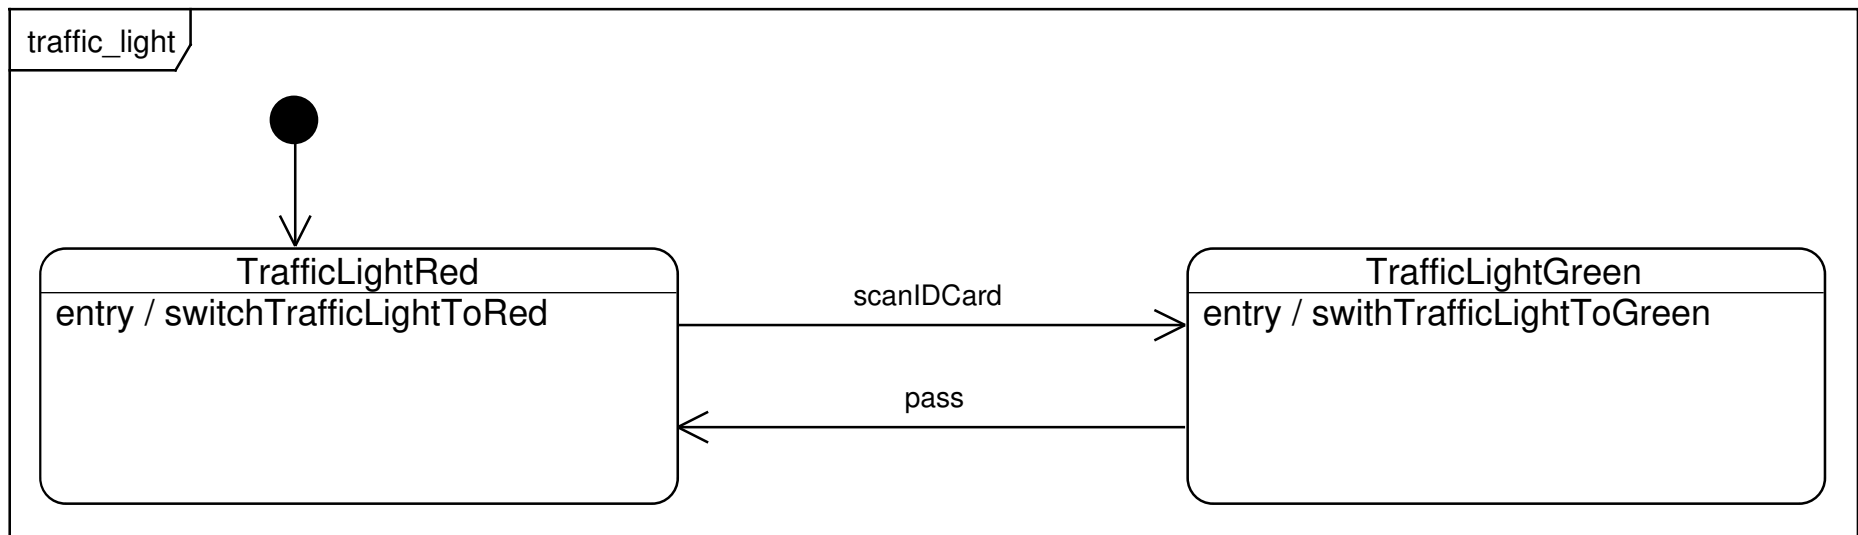 traffic_light
TrafficLightRed
entry / switchTrafficLightToRed
scanIDCard
pass
TrafficLightGreen
entry / swithTrafficLightToGreen